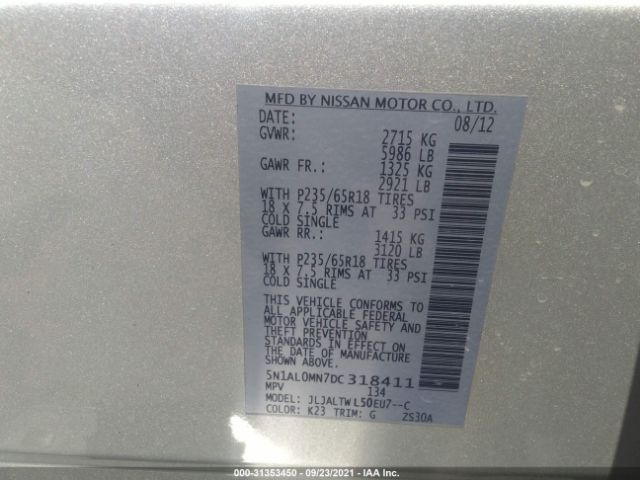 MFD BY NISSAN MOTOR CO., LTD.
DATE: 08/12
GVWR: 2715 KG
5986 LB
GAWR FR.: 1325 KG
2921 LB
WITH P235/65R18 TIRES
18 X 7.5 RIMS AT 33 PSI
COLD SINGLE
GAWR RR.: 1415 KG
3120 LB
WITH P235/65R18 TIRES
18 X 7.5 RIMS AT 33 PSI
COLD SINGLE
THIS VEHICLE CONFORMS TO
ALL APPLICABLE FEDERAL
MOTOR VEHICLE SAFETY AND
THEFT PREVENTION
STANDARDS IN EFFECT ON
THE DATE OF MANUFACTURE
SHOWN ABOVE.
5N1AL0MN7DC318411
MPV 134
MODEL: JLJALTWL50EU7--C
COLOR: K23 TRIM: G ZS30A
000-31353450 - 09/23/2021 - IAA Inc.